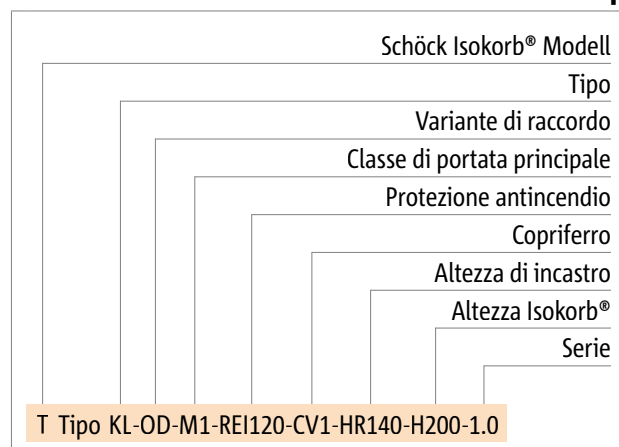 Schöck Isokorb® Modell
Tipo
Variante di raccordo
Classe di portata principale
Protezione antincendio
Copriferro
Altezza di incastro
Altezza Isokorb®
Serie
T Tipo KL-OD-M1-REI120-CV1-HR140-H200-1.0